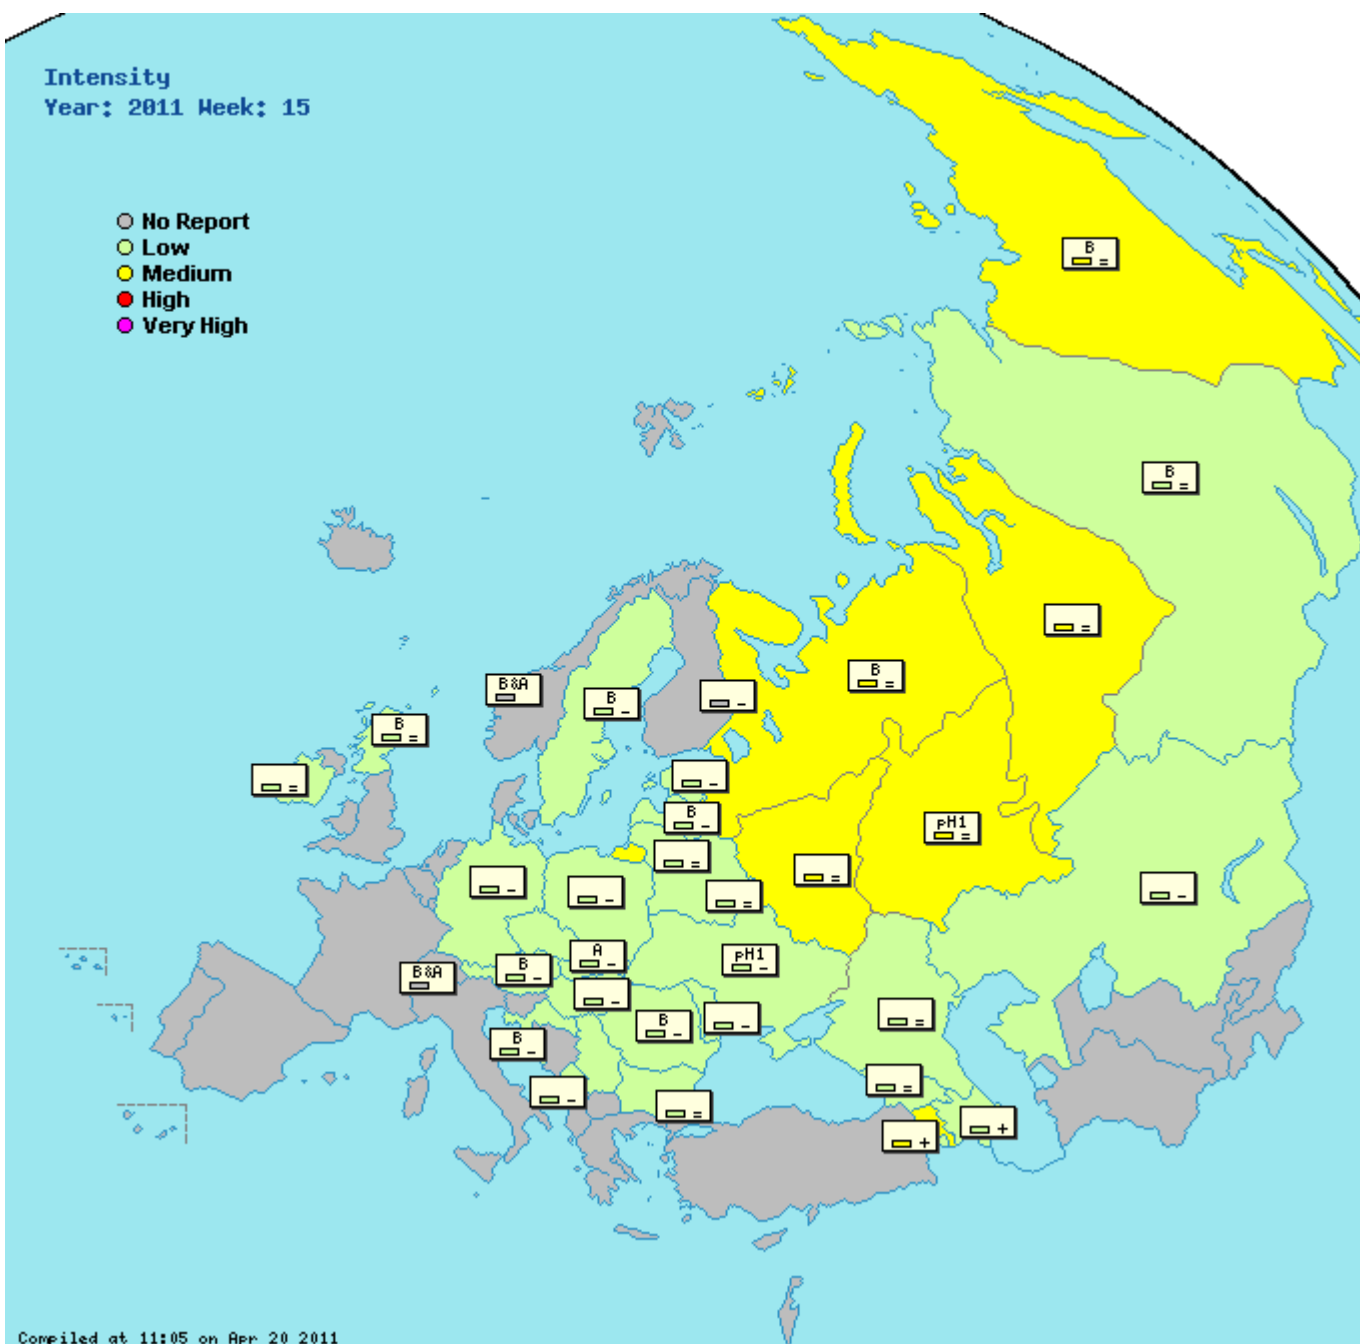 Intensity
Year: 2011 Week: 15
No Report
Low
Medium
High
Very High
B
=
B
=
=
B
=
B&A
B
-
-
B
=
=
-
B
-
pH1
=
=
=
-
-
=
-
A
-
pH1
-
B
-
B&A
-
B
-
-
=
B
-
=
-
=
=
+
+
Compiled at 11:05 on Apr 20 2011